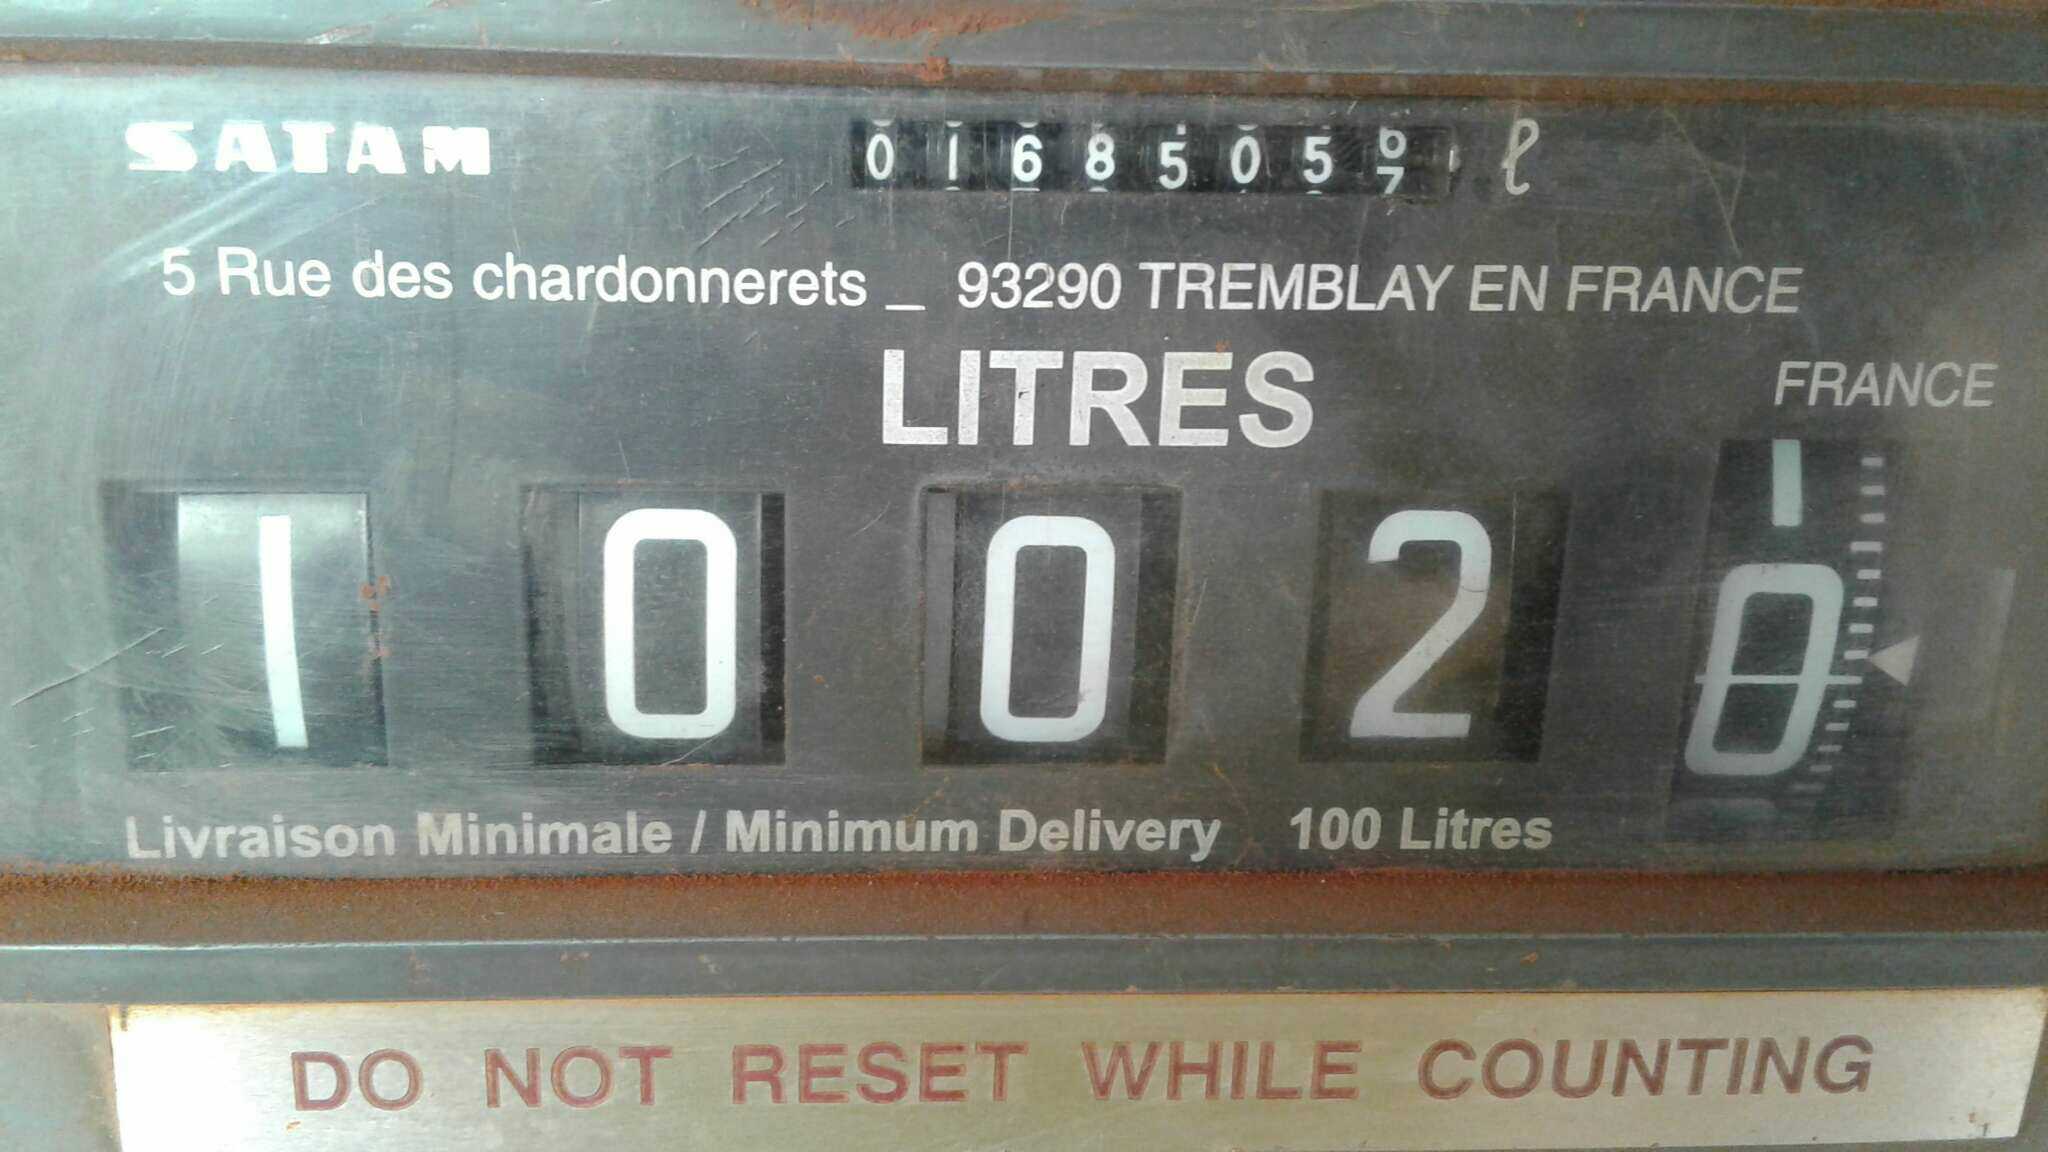 SATAM 01685056 ℓ
5 Rue des chardonnerets _ 93290 TREMBLAY EN FRANCE
LITRES
FRANCE
1 0 0 2 0
Livraison Minimale / Minimum Delivery 100 Litres
DO NOT RESET WHILE COUNTING